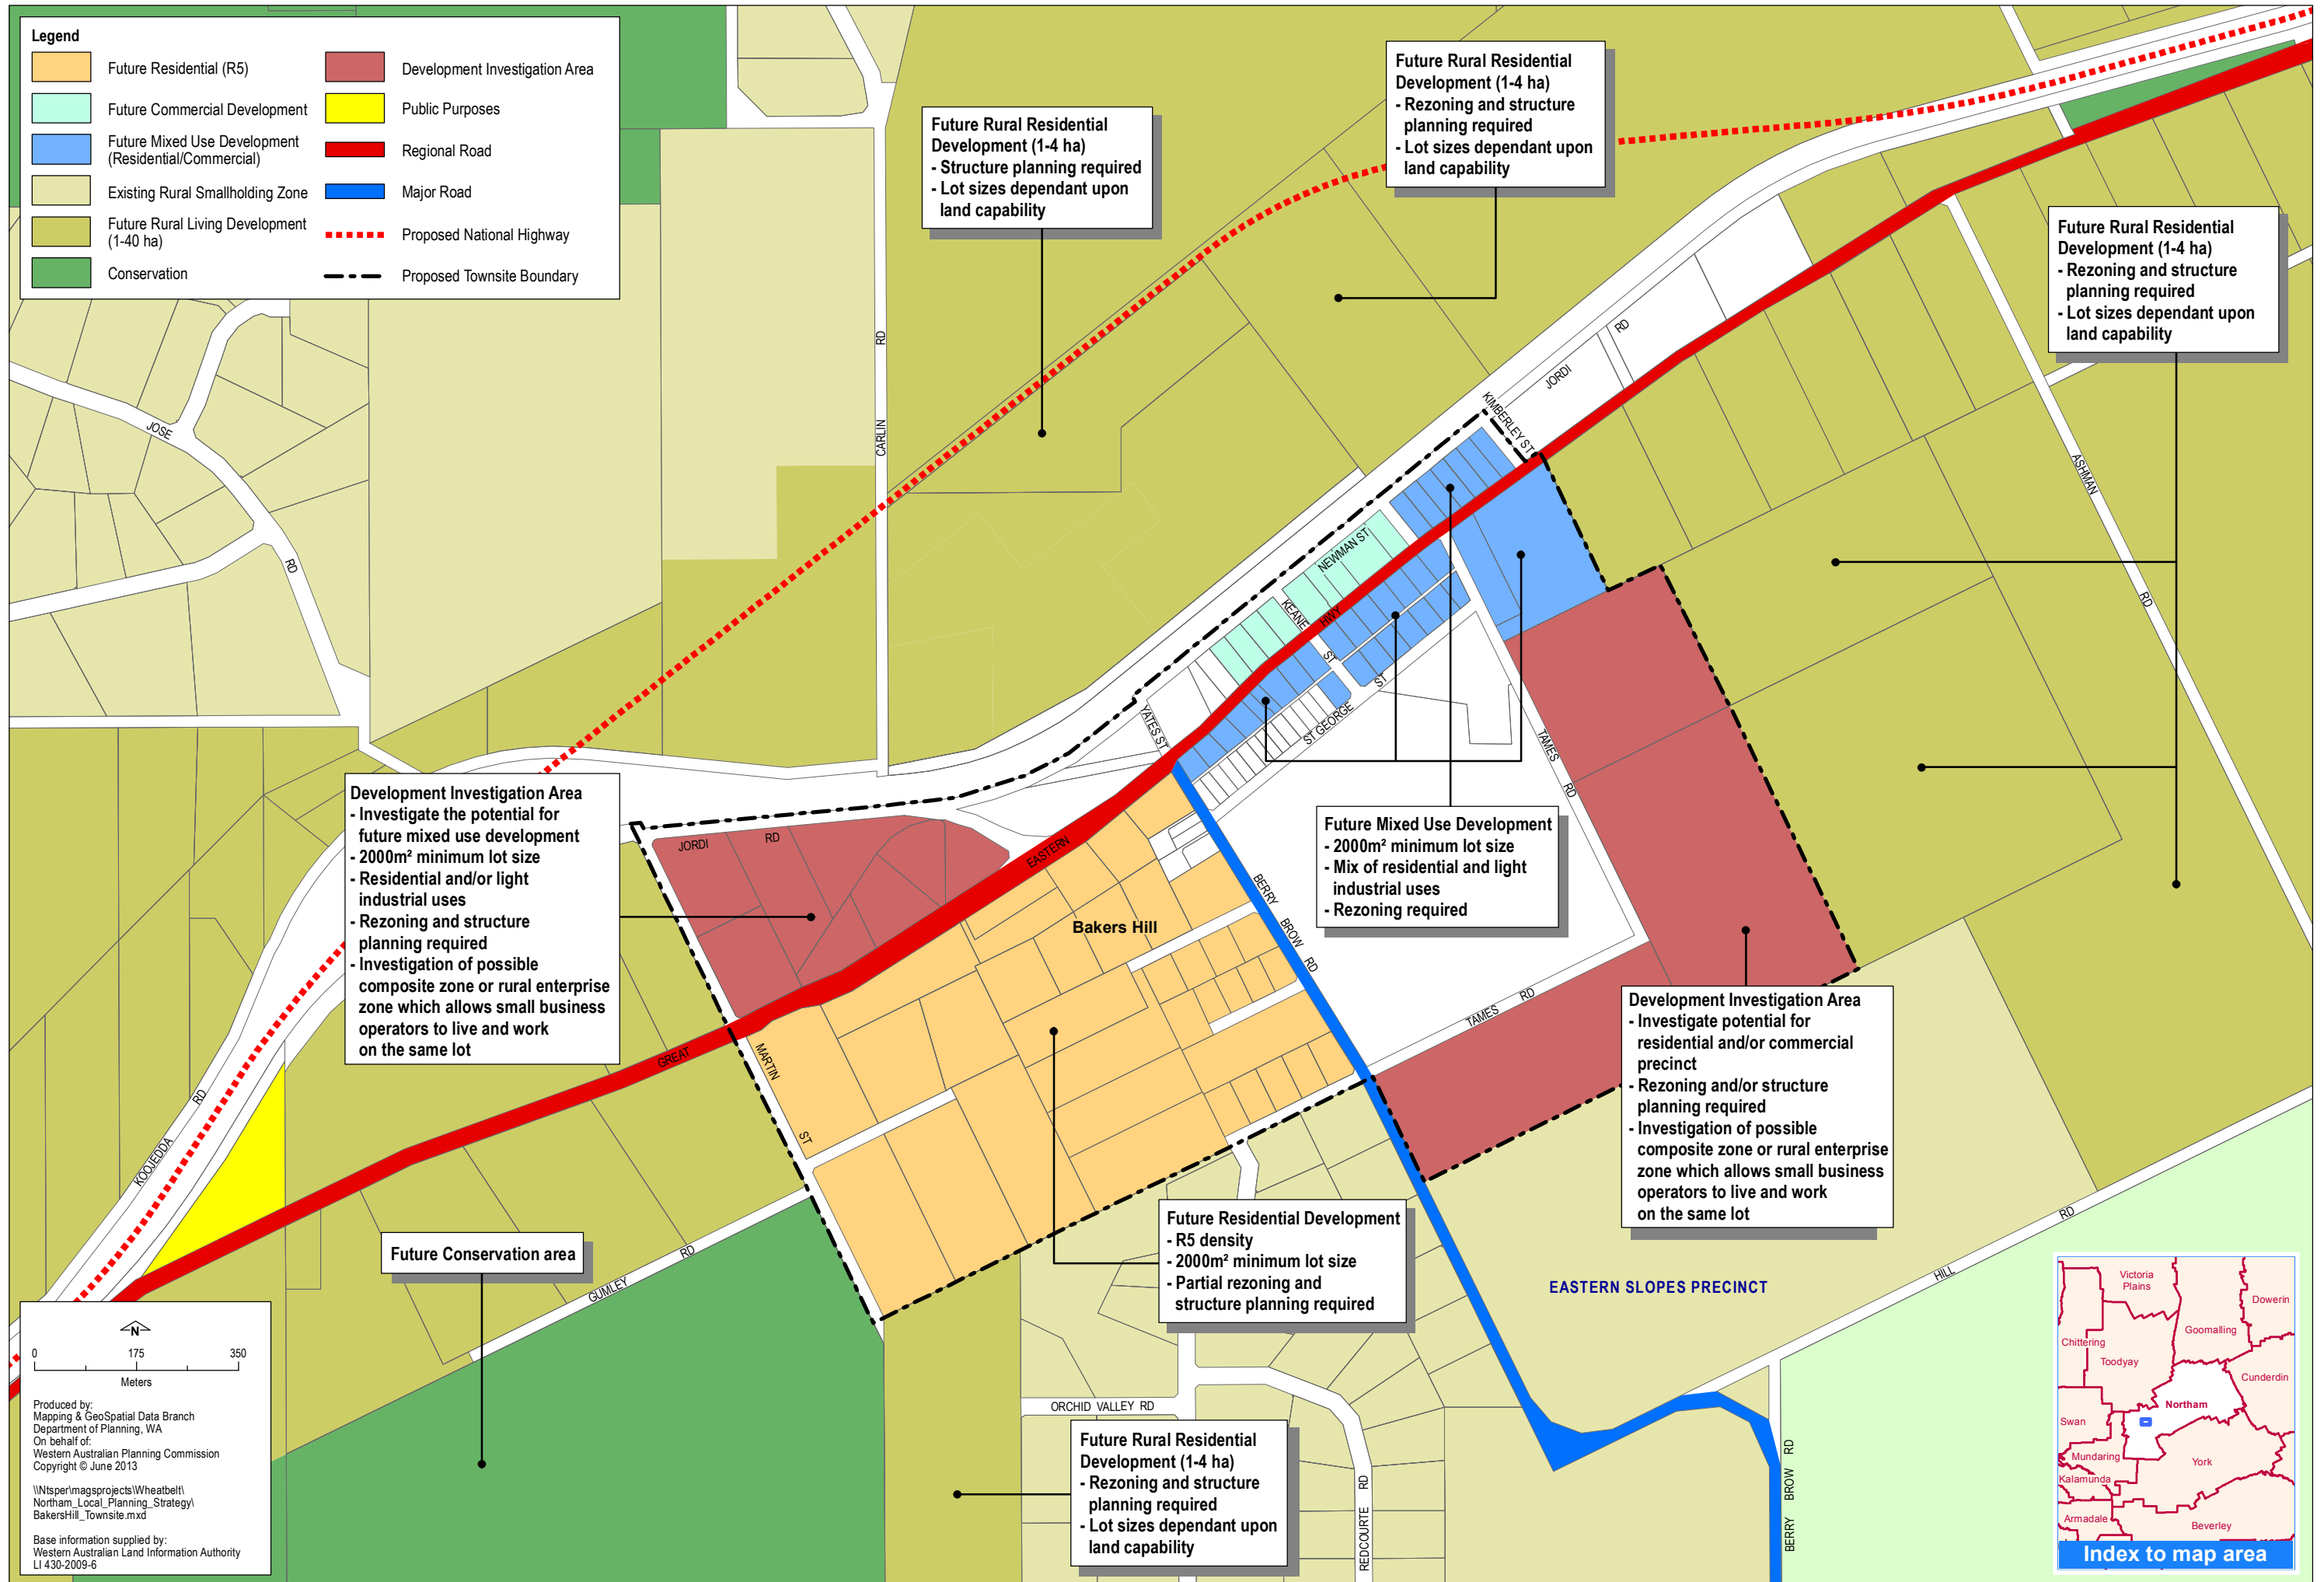 Legend
Future Residential (R5)
Future Commercial Development
Future Mixed Use Development
(Residential/Commercial)
Existing Rural Smallholding Zone
Future Rural Living Development
(1-40 ha)
Conservation
Development Investigation Area
Public Purposes
Regional Road
Major Road
Proposed National Highway
Proposed Townsite Boundary
Future Rural Residential
Development (1-4 ha)
- Structure planning required
- Lot sizes dependant upon
land capability
Future Rural Residential
Development (1-4 ha)
- Rezoning and structure
planning required
- Lot sizes dependant upon
land capability
Future Rural Residential
Development (1-4 ha)
- Rezoning and structure
planning required
- Lot sizes dependant upon
land capability
JOSE
RD
CARLIN
RD
JORDI
RD
KIMBERLEY ST
ASHMAN
RD
NEWMAN ST
KEANE
ST
HWY
ST GEORGE
ST
YATES ST
TAMES
RD
Development Investigation Area
- Investigate the potential for
future mixed use development
- 2000m² minimum lot size
- Residential and/or light
industrial uses
- Rezoning and structure
planning required
- Investigation of possible
composite zone or rural enterprise
zone which allows small business
operators to live and work
on the same lot
JORDI
RD
EASTERN
Bakers Hill
BERRY
BROW
RD
Future Mixed Use Development
- 2000m² minimum lot size
- Mix of residential and light
industrial uses
- Rezoning required
TAMES
RD
GREAT
MARTIN
ST
KOOJEDDA
RD
Development Investigation Area
- Investigate potential for
residential and/or commercial
precinct
- Rezoning and/or structure
planning required
- Investigation of possible
composite zone or rural enterprise
zone which allows small business
operators to live and work
on the same lot
Future Conservation area
GUMLEY
RD
Future Residential Development
- R5 density
- 2000m² minimum lot size
- Partial rezoning and
structure planning required
EASTERN SLOPES PRECINCT
HILL
RD
ORCHID VALLEY RD
Future Rural Residential
Development (1-4 ha)
- Rezoning and structure
planning required
- Lot sizes dependant upon
land capability
REDCOURTE
RD
BERRY
BROW
RD
N
0
175
350
Meters
Produced by:
Mapping & GeoSpatial Data Branch
Department of Planning, WA
On behalf of:
Western Australian Planning Commission
Copyright © June 2013
\\Ntsper\magsprojects\Wheatbelt\
Northam_Local_Planning_Strategy\
BakersHill_Townsite.mxd
Base information supplied by:
Western Australian Land Information Authority
LI 430-2009-6
Victoria
Plains
Dowerin
Chittering
Goomalling
Toodyay
Cunderdin
Northam
Swan
Mundaring
York
Kalamunda
Armadale
Beverley
Index to map area